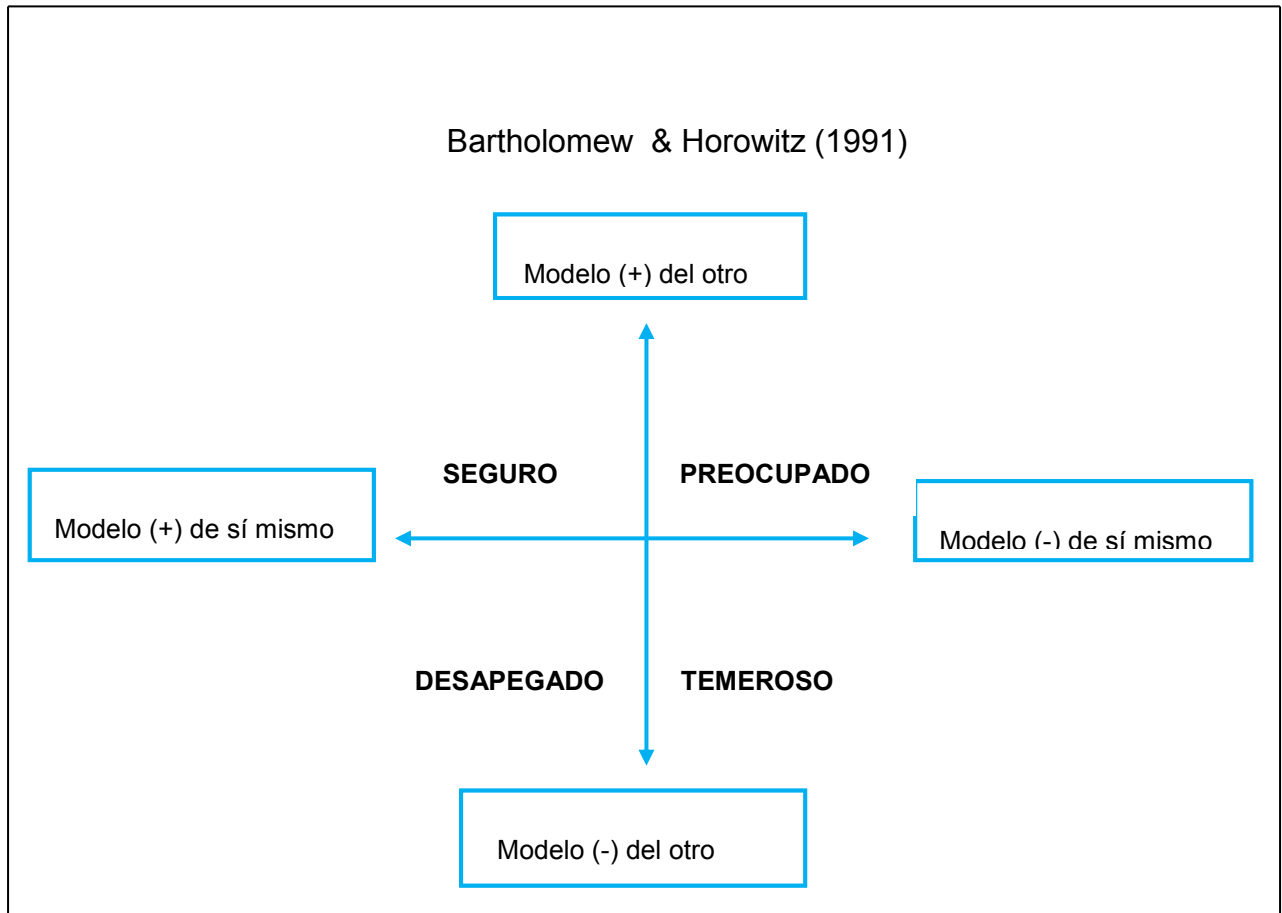 Bartholomew & Horowitz (1991)
Modelo (+) del otro
SEGURO PREOCUPADO
Modelo (+) de sí mismo
Modelo (-) de sí mismo
DESAPEGADO TEMEROSO
Modelo (-) del otro